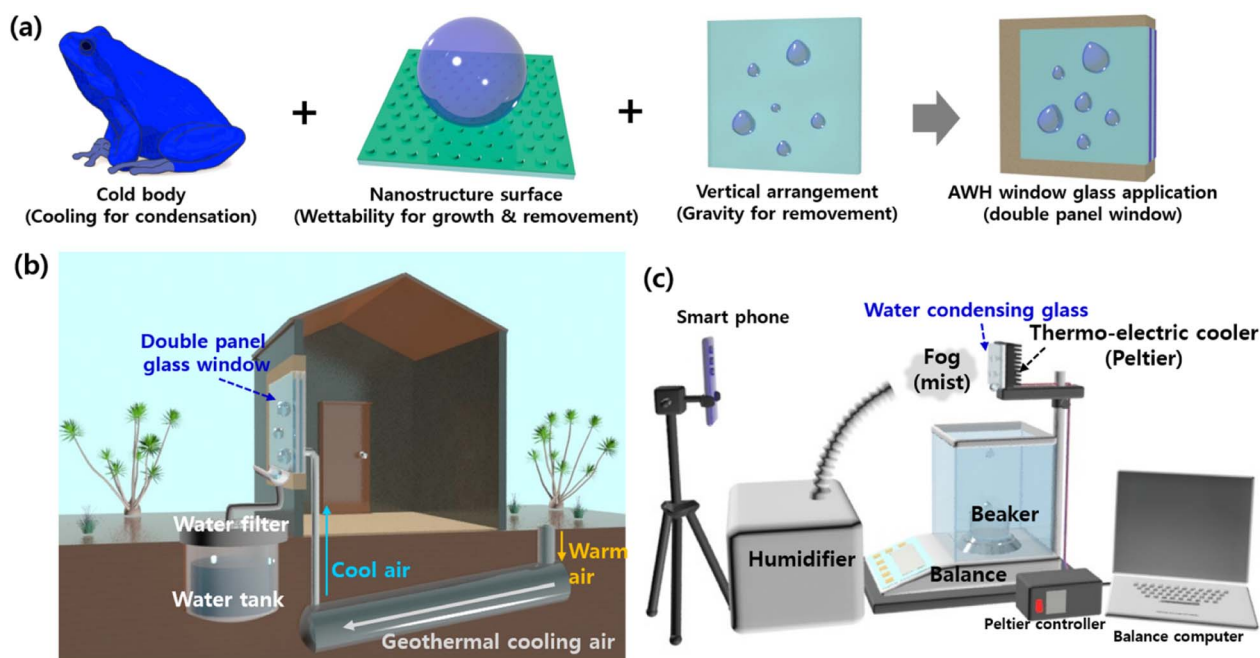 (a)
Cold body
(Cooling for condensation)
Nanostructure surface
(Wettability for growth & removement)
Vertical arrangement
(Gravity for removement)
AWH window glass application
(double panel window)
(b)
Double panel
glass window
Water filter
Water tank
Cool air
Warm
air
Geothermal cooling air
(c)
Smart phone
Water condensing glass
Thermo-electric cooler
(Peltier)
Fog
(mist)
Humidifier
Beaker
Balance
Peltier controller
Balance computer